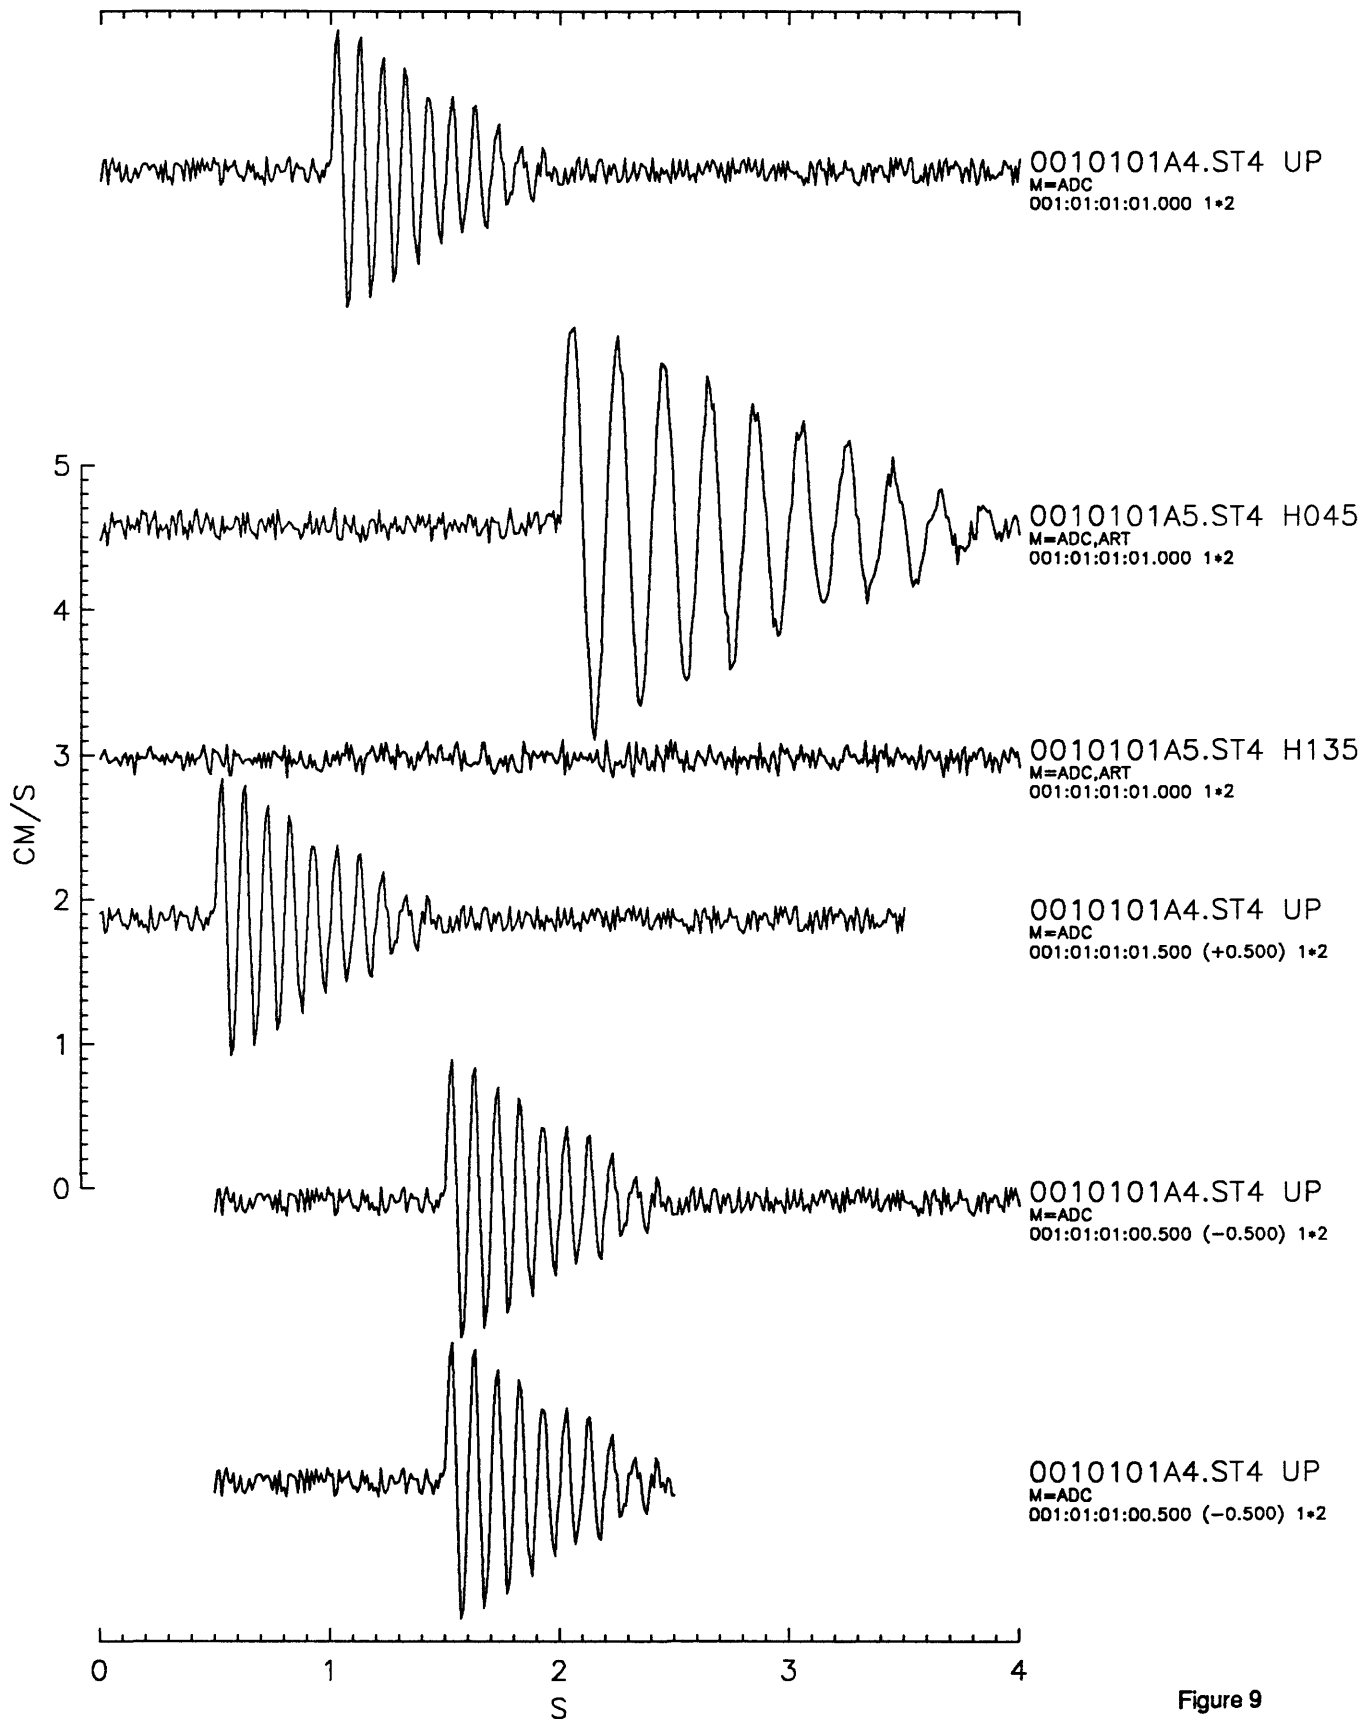 0010101A4.ST4 UP
M=ADC
001:01:01:01.000 1*2
5
0010101A5.ST4 H045
M=ADC,ART
001:01:01:01.000 1*2
4
3
0010101A5.ST4 H135
M=ADC,ART
001:01:01:01.000 1*2
CM/S
2
0010101A4.ST4 UP
M=ADC
001:01:01:01.500 (+0.500) 1*2
1
0
0010101A4.ST4 UP
M=ADC
001:01:01:00.500 (-0.500) 1*2
0010101A4.ST4 UP
M=ADC
001:01:01:00.500 (-0.500) 1*2
0 1 2 3 4
S
Figure 9